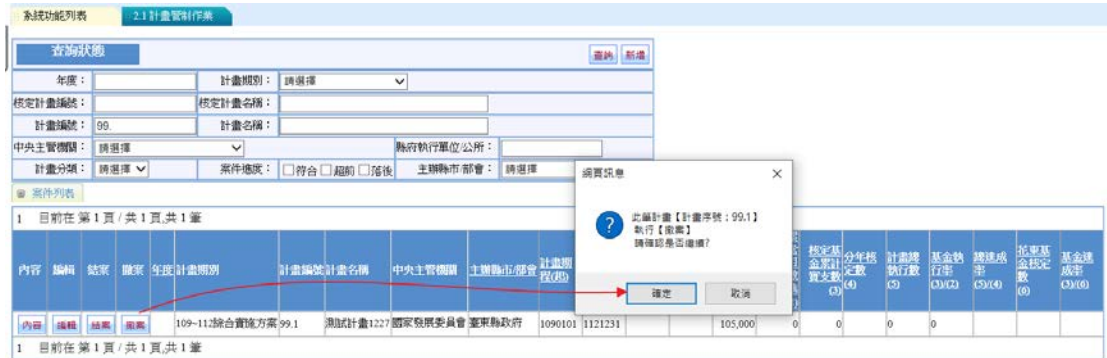 系統功能列表 2.1計畫管制作業
查詢狀態 查詢 新增
年度： 計畫期別： 請選擇
核定計畫編號： 核定計畫名稱：
計畫編號： 99. 計畫名稱：
中央主管機關： 請選擇 縣府執行單位/公所：
計畫分類： 請選擇 案件進度： 符合 超前 落後 主辦縣市/部會： 請選擇
案件列表
1 目前在 第 1 頁 / 共 1 頁,共 1 筆
內容 編輯 結案 撤案 年度 計畫期別 計畫編號 計畫名稱 中央主管機關 主辦縣市/部會 計畫期程(起) 核定基金累計實支數(3) 分年核定數(4) 計畫總執行數(5) 基金執行率(3)/(2) 總達成率(5)/(4) 花東基金核定數(6) 基金達成率(3)/(6)
內容 編輯 結案 撤案 109~112綜合實施方案 99.1 測試計畫1227 國家發展委員會 臺東縣政府 1090101 1121231 105,000 0 0 0 0
1 目前在 第 1 頁 / 共 1 頁,共 1 筆
網頁訊息
此筆計畫【計畫序號：99.1】
執行【撤案】
請確認是否繼續?
確定 取消